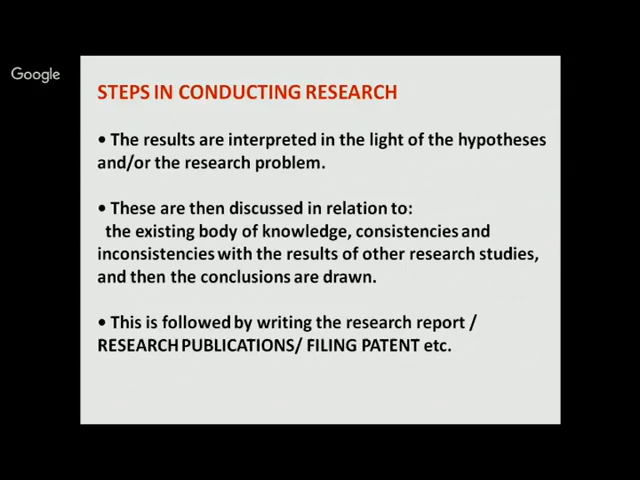 Google
STEPS IN CONDUCTING RESEARCH
• The results are interpreted in the light of the hypotheses
and/or the research problem.
• These are then discussed in relation to:
the existing body of knowledge, consistencies and
inconsistencies with the results of other research studies,
and then the conclusions are drawn.
• This is followed by writing the research report /
RESEARCH PUBLICATIONS/ FILING PATENT etc.